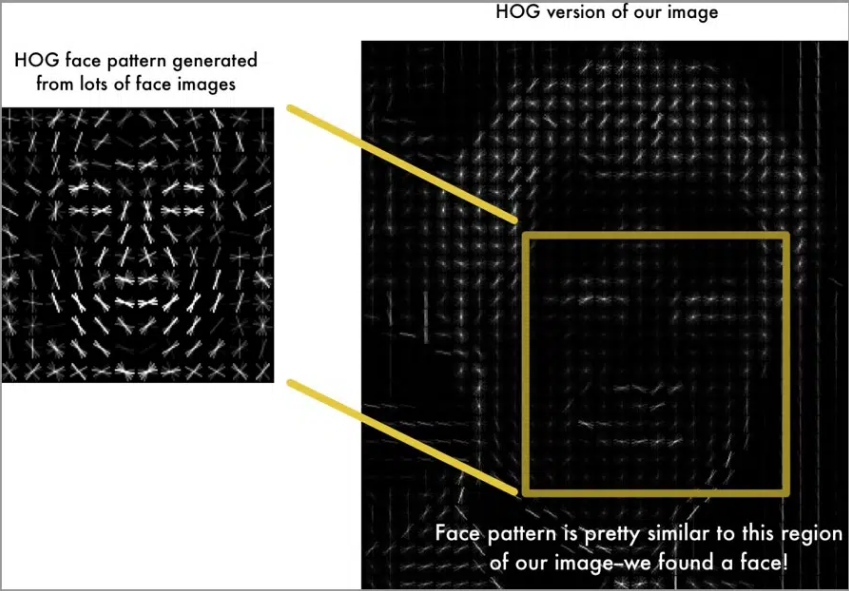 HOG version of our image
HOG face pattern generated
from lots of face images
Face pattern is pretty similar to this region
of our image–we found a face!